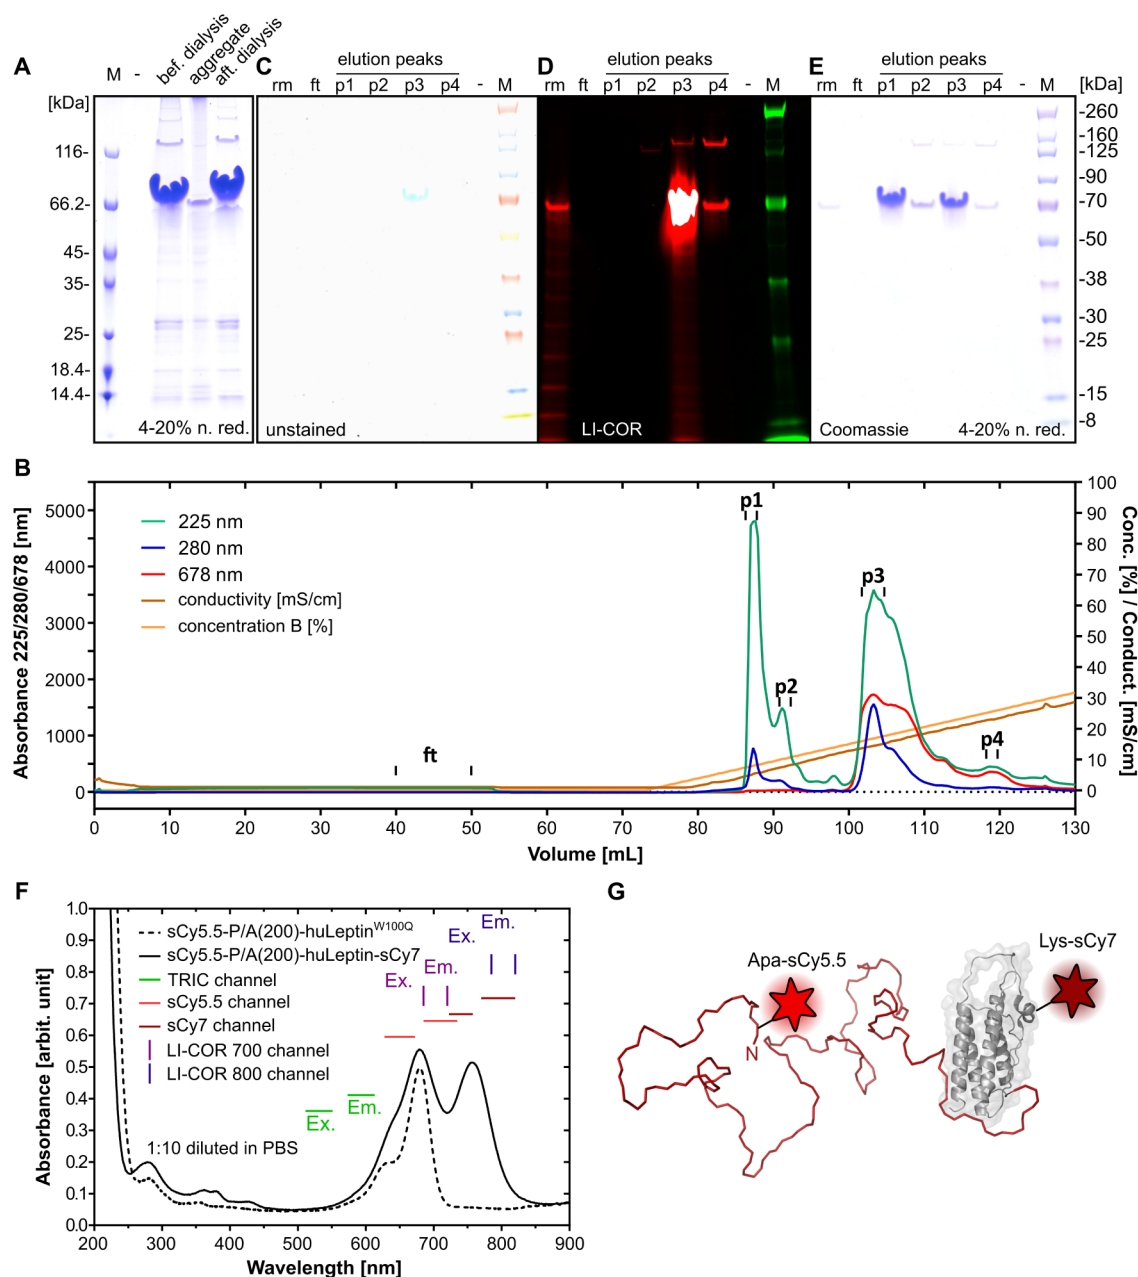 A
M
-
bef. dialysis
aggregate
aft. dialysis
[kDa]
116-
66.2-
45-
35-
25-
18.4-
14.4-
4-20% n. red.
C
elution peaks
rm ft p1 p2 p3 p4 - M
unstained
D
elution peaks
rm ft p1 p2 p3 p4 - M
LI-COR
E
elution peaks
rm ft p1 p2 p3 p4 - M
[kDa]
-260
-160
-125
-90
-70
-50
-38
-30
-25
-15
-8
Coomassie 4-20% n. red.
B
Absorbance 225/280/678 [nm]
5000
4000
3000
2000
1000
0
225 nm
280 nm
678 nm
conductivity [mS/cm]
concentration B [%]
ft
p1
p2
p3
p4
100
90
80
70
60
50
40
30
20
10
0
Conc. [%] / Conduct. [mS/cm]
0 10 20 30 40 50 60 70 80 90 100 110 120 130
Volume [mL]
F
Absorbance [arbit. unit]
1.0
0.9
0.8
0.7
0.6
0.5
0.4
0.3
0.2
0.1
0.0
sCy5.5-P/A(200)-huLeptinW100Q
sCy5.5-P/A(200)-huLeptin-sCy7
TRIC channel
sCy5.5 channel
sCy7 channel
LI-COR 700 channel
LI-COR 800 channel
Em.
Ex.
Em.
Ex.
Em.
Ex.
1:10 diluted in PBS
200 300 400 500 600 700 800 900
Wavelength [nm]
G
Apa-sCy5.5
Lys-sCy7
N